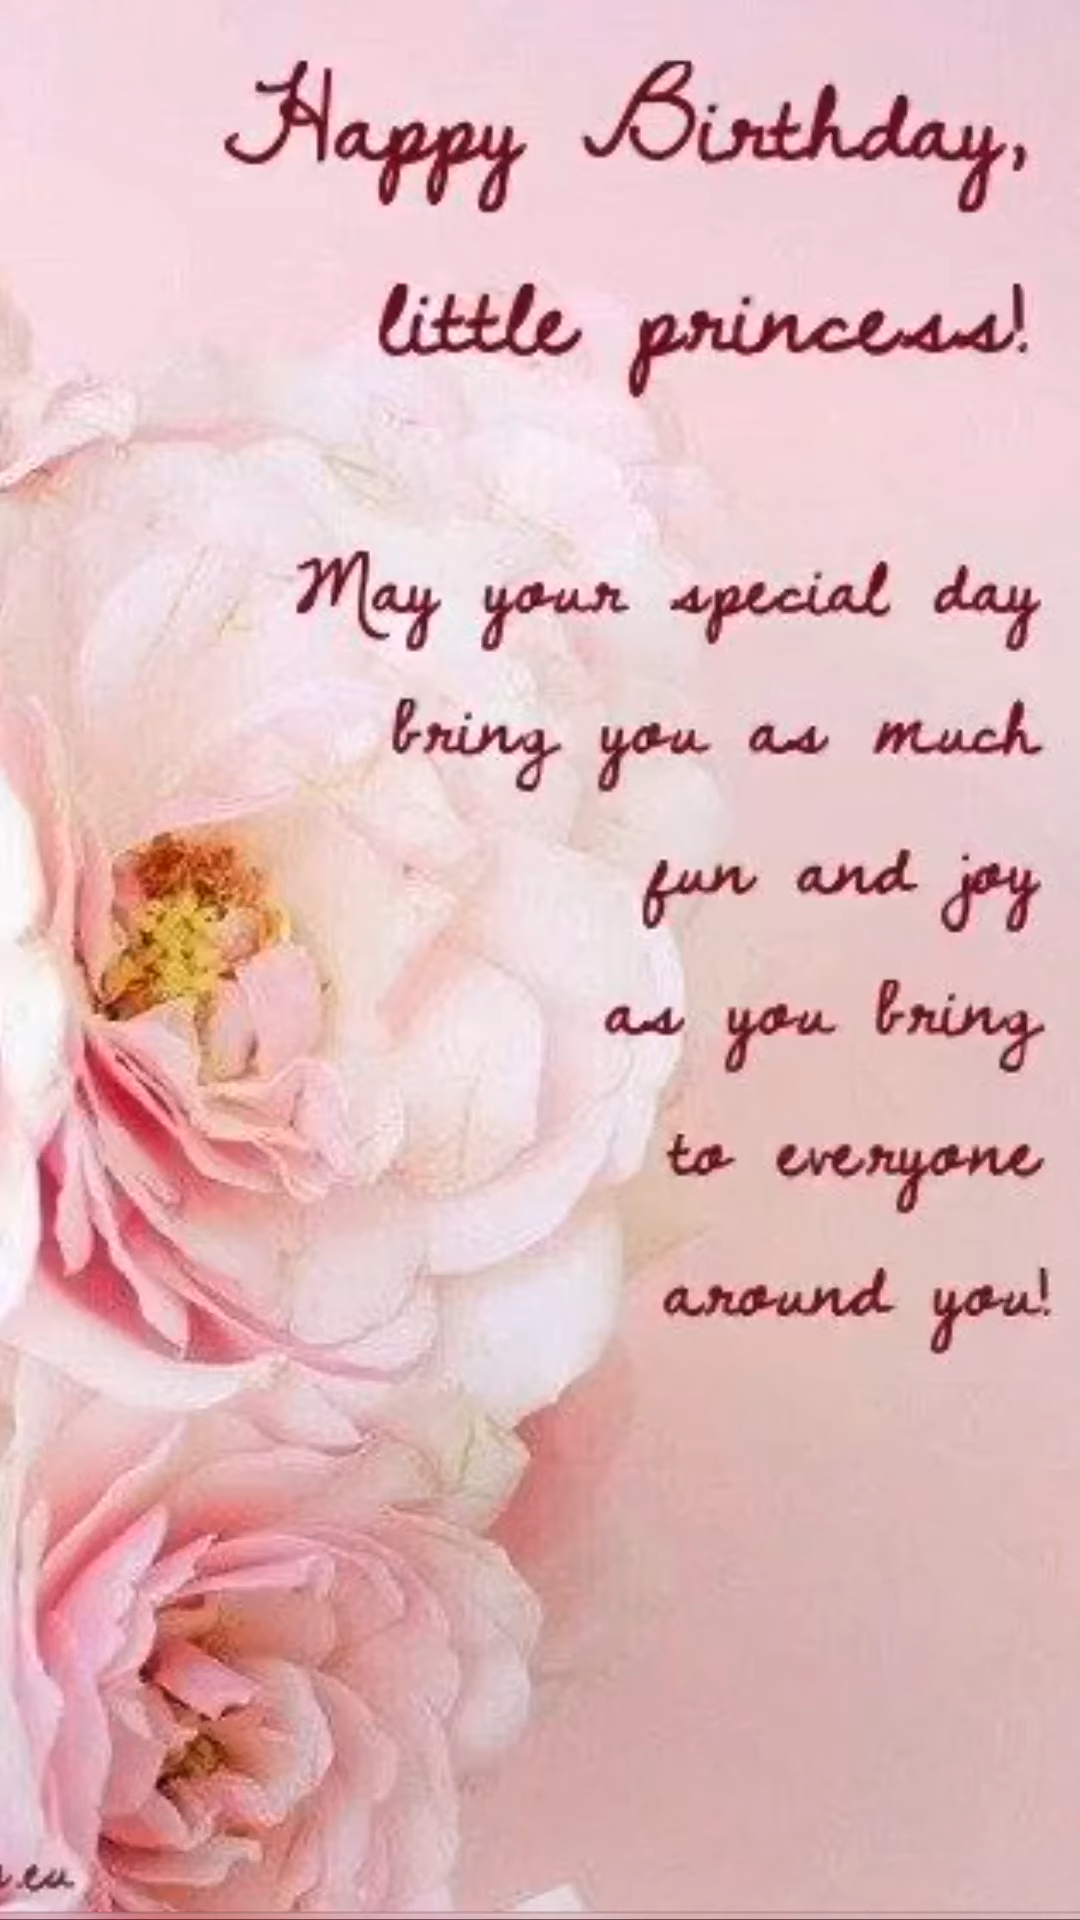 Happy Birthday,
little princess!
May your special day
bring you as much
fun and joy
as you bring
to everyone
around you!